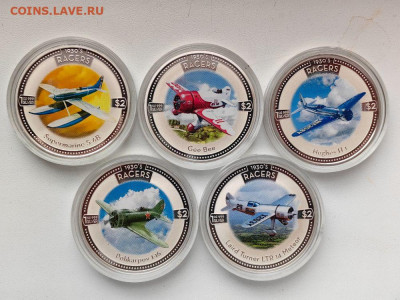 COINS.LAVE.RU
1930's
RACERS
$2
Supermarine S.6B
1930's
RACERS
$2
Gee Bee
1930's
RACERS
$2
Hughes H-1
1930's
RACERS
$2
Polikarpov I-16
1930's
RACERS
$2
Laird Turner LTR 14 Meteor